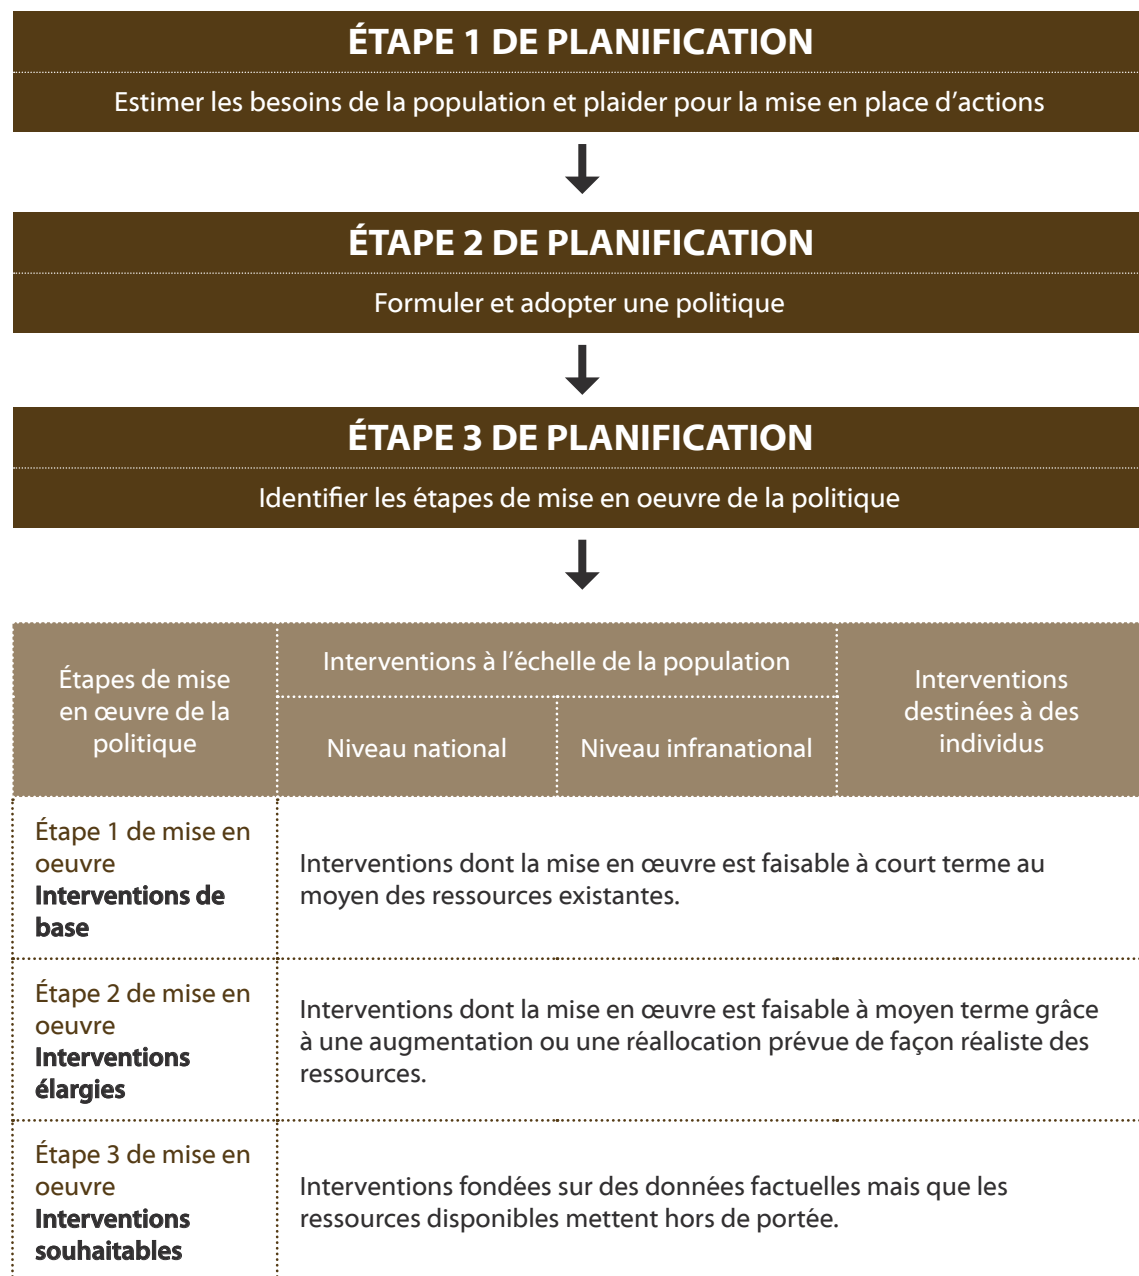 ÉTAPE 1 DE PLANIFICATION
Estimer les besoins de la population et plaider pour la mise en place d’actions
ÉTAPE 2 DE PLANIFICATION
Formuler et adopter une politique
ÉTAPE 3 DE PLANIFICATION
Identifier les étapes de mise en oeuvre de la politique
Étapes de mise
en œuvre de la
politique
Interventions à l’échelle de la population
Niveau national
Niveau infranational
Interventions
destinées à des
individus
Étape 1 de mise en
oeuvre
Interventions de
base
Interventions dont la mise en œuvre est faisable à court terme au
moyen des ressources existantes.
Étape 2 de mise en
oeuvre
Interventions
élargies
Interventions dont la mise en œuvre est faisable à moyen terme grâce
à une augmentation ou une réallocation prévue de façon réaliste des
ressources.
Étape 3 de mise en
oeuvre
Interventions
souhaitables
Interventions fondées sur des données factuelles mais que les
ressources disponibles mettent hors de portée.